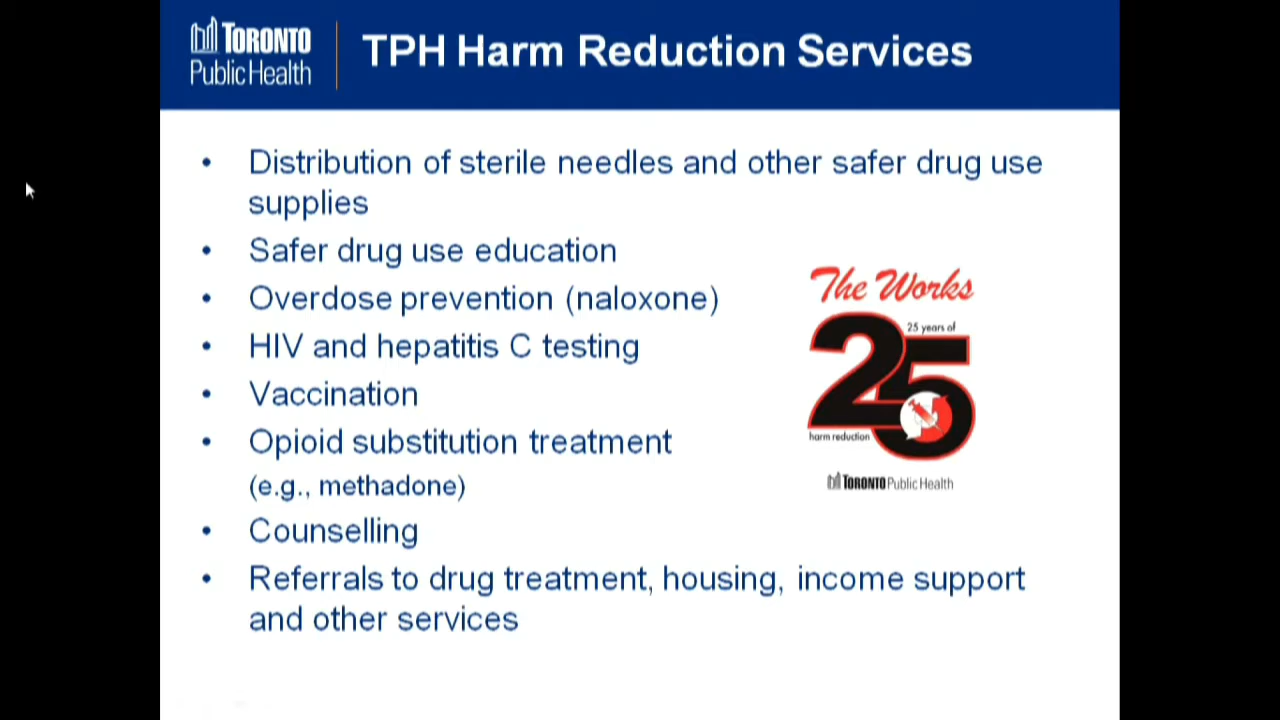 TORONTO
Public Health
TPH Harm Reduction Services
• Distribution of sterile needles and other safer drug use
supplies
• Safer drug use education
• Overdose prevention (naloxone)
• HIV and hepatitis C testing
• Vaccination
• Opioid substitution treatment
(e.g., methadone)
• Counselling
• Referrals to drug treatment, housing, income support
and other services
The Works
25 years of
25
harm reduction
TORONTO Public Health